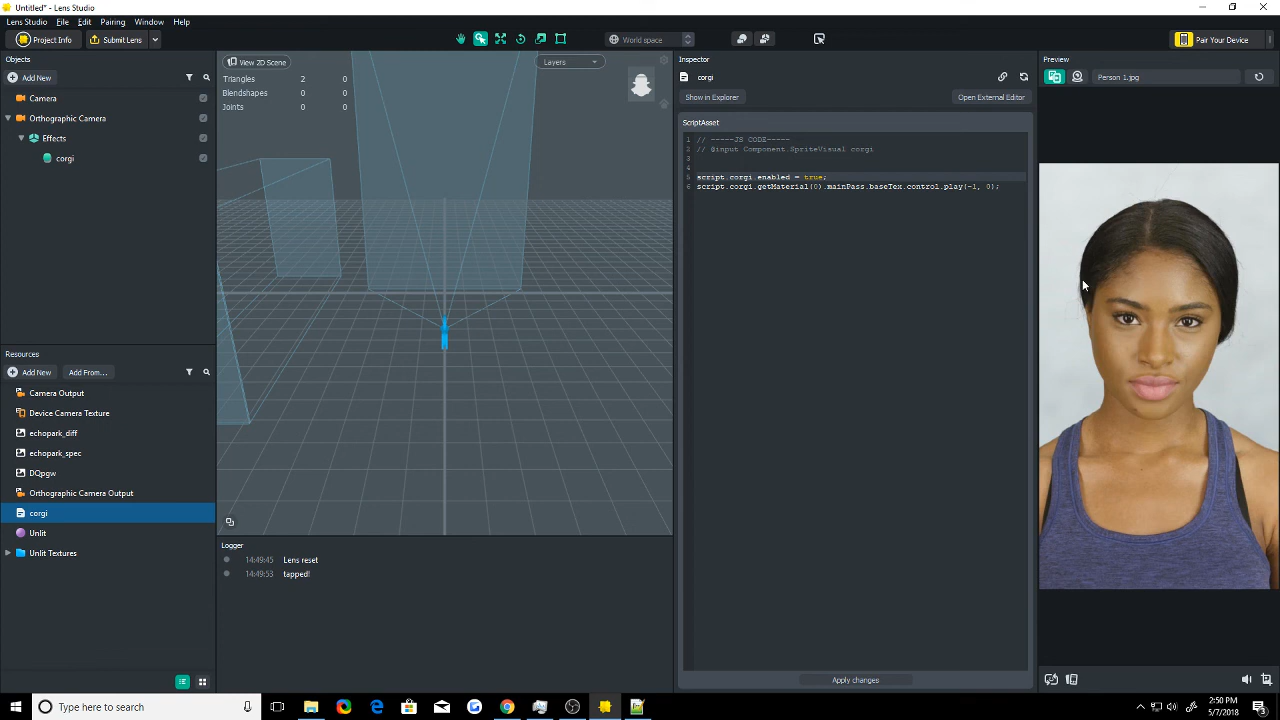 Untitled* - Lens Studio
Lens Studio File Edit Pairing Window Help
Project Info Submit Lens World space Pair Your Device
Objects
Add New
Camera
Orthographic Camera
Effects
corgi
View 2D Scene Layers
Triangles 2 0
Blendshapes 0 0
Joints 0 0
Resources
Add New Add From...
Camera Output
Device Camera Texture
echopark_diff
echopark_spec
DQpgw
Orthographic Camera Output
corgi
Unlit
Unlit Textures
Logger
14:49:45 Lens reset
14:49:53 tapped!
Inspector
corgi
Show in Explorer Open External Editor
ScriptAsset
1 // -----JS CODE-----
2 // @input Component.SpriteVisual corgi
3
4
5 script.corgi.enabled = true;
6 script.corgi.getMaterial(0).mainPass.baseTex.control.play(-1, 0);
Apply changes
Preview
Person 1.jpg
Type here to search
2:50 PM
5/7/2018